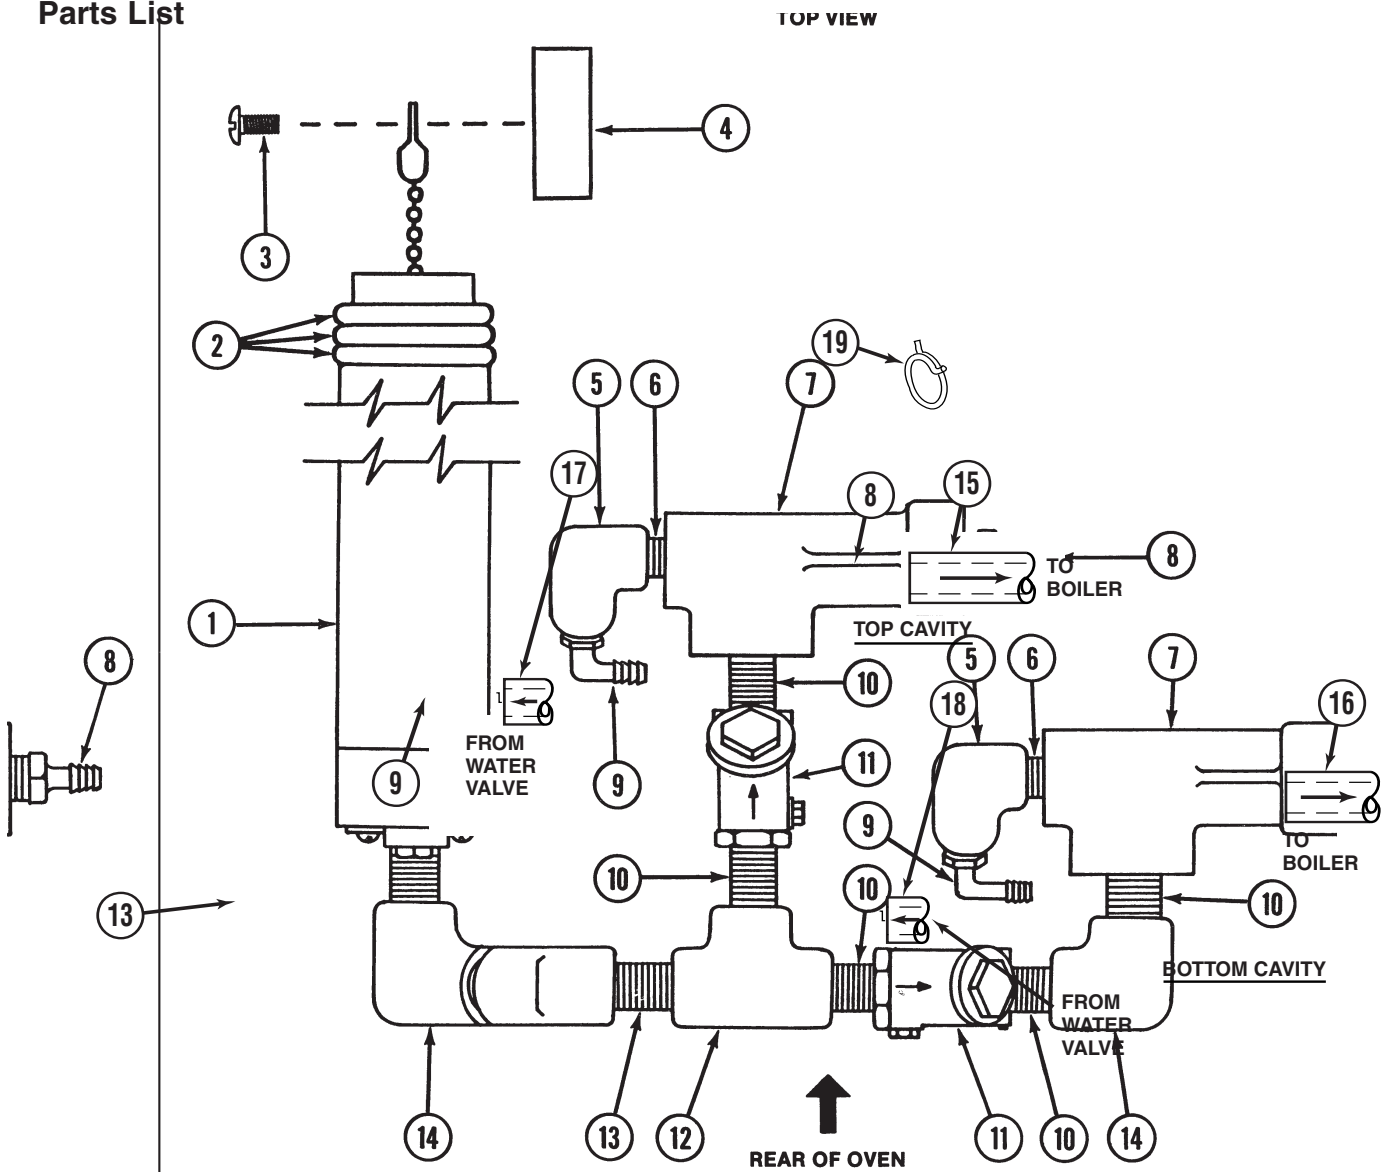 Parts List
TOP VIEW
4
3
2
19
5
6
7
17
8
15
8
TO
BOILER
1
TOP CAVITY
8
5
6
7
10
18
16
FROM
WATER
VALVE
9
9
11
9
TO
BOILER
10
10
10
13
BOTTOM CAVITY
FROM
WATER
VALVE
14
13
12
11
10
14
REAR OF OVEN